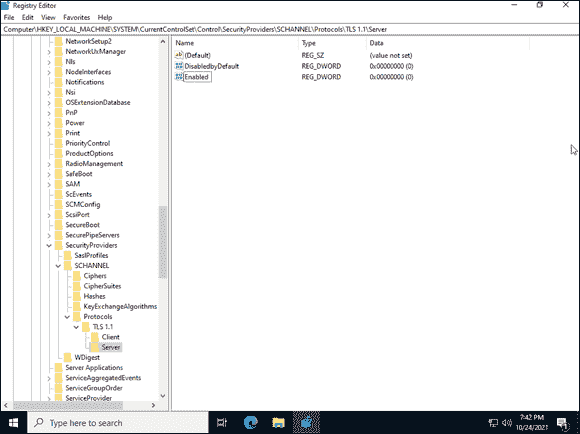 Registry Editor
File Edit View Favorites Help
Computer\HKEY_LOCAL_MACHINE\SYSTEM\CurrentControlSet\Control\SecurityProviders\SCHANNEL\Protocols\TLS 1.1\Server
NetworkSetup2
NetworkUxManager
Nls
NodeInterfaces
Notifications
Nsi
OSExtensionDatabase
PnP
Power
Print
PriorityControl
ProductOptions
RadioManagement
SafeBoot
SAM
ScEvents
SCMConfig
ScsiPort
SecureBoot
SecurePipeServers
SecurityProviders
SaslProfiles
SCHANNEL
Ciphers
CipherSuites
Hashes
KeyExchangeAlgorithms
Protocols
TLS 1.1
Client
Server
WDigest
Server Applications
ServiceAggregatedEvents
ServiceGroupOrder
ServiceProvider
Name Type Data
(Default) REG_SZ (value not set)
DisabledbyDefault REG_DWORD 0x00000000 (0)
Enabled REG_DWORD 0x00000000 (0)
Type here to search
7:42 PM
10/24/2021